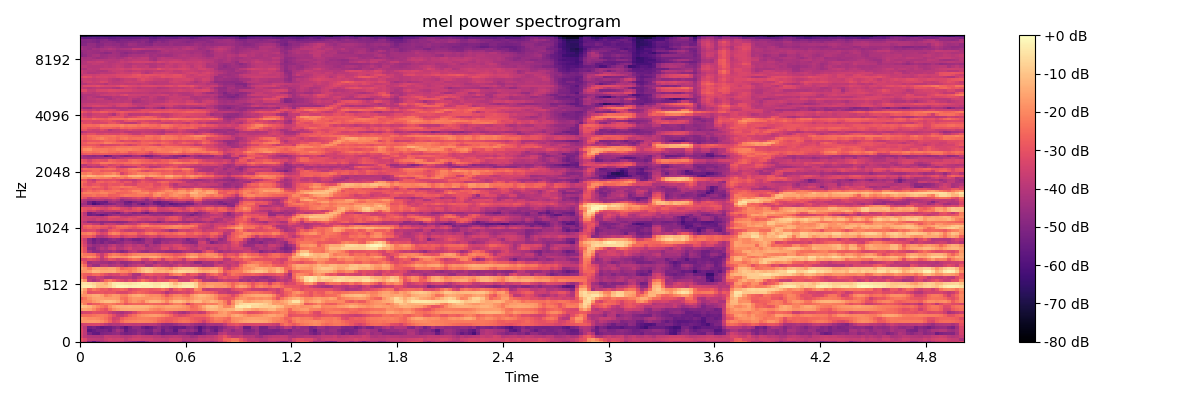 mel power spectrogram
Hz
8192
4096
2048
1024
512
0
0 0.6 1.2 1.8 2.4 3 3.6 4.2 4.8
Time
+0 dB
-10 dB
-20 dB
-30 dB
-40 dB
-50 dB
-60 dB
-70 dB
-80 dB